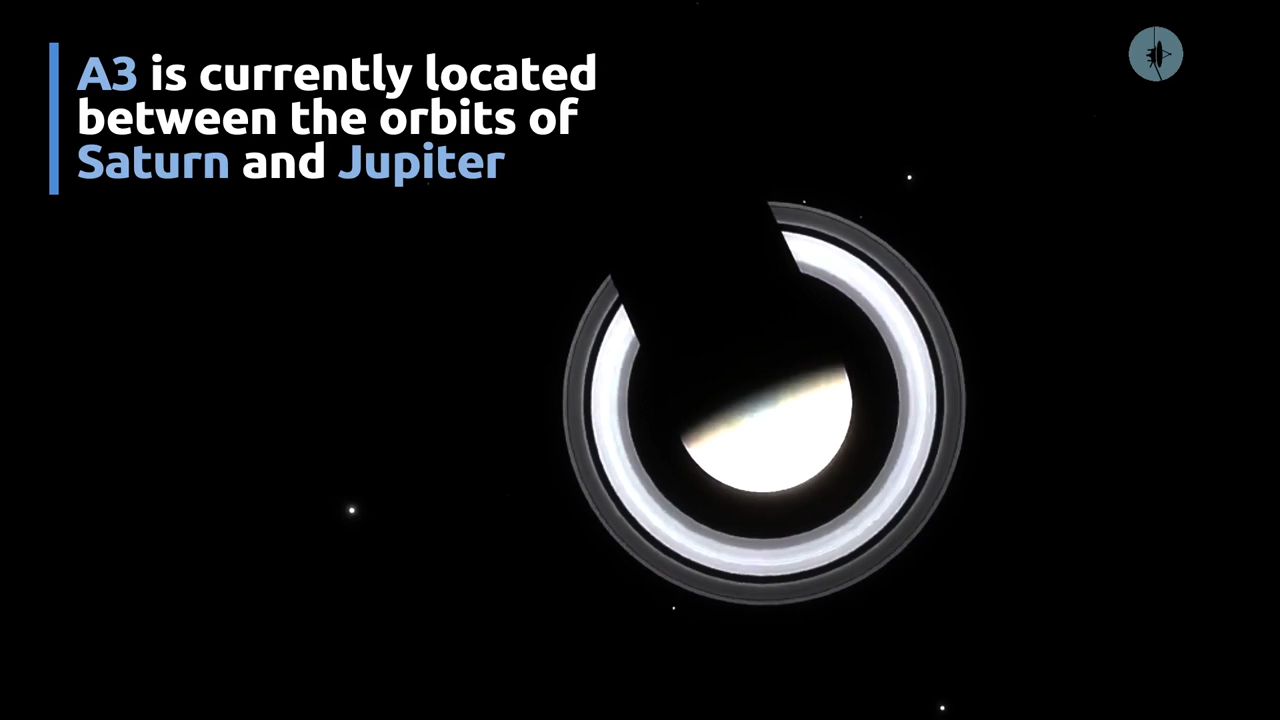 A3 is currently located
between the orbits of
Saturn and Jupiter